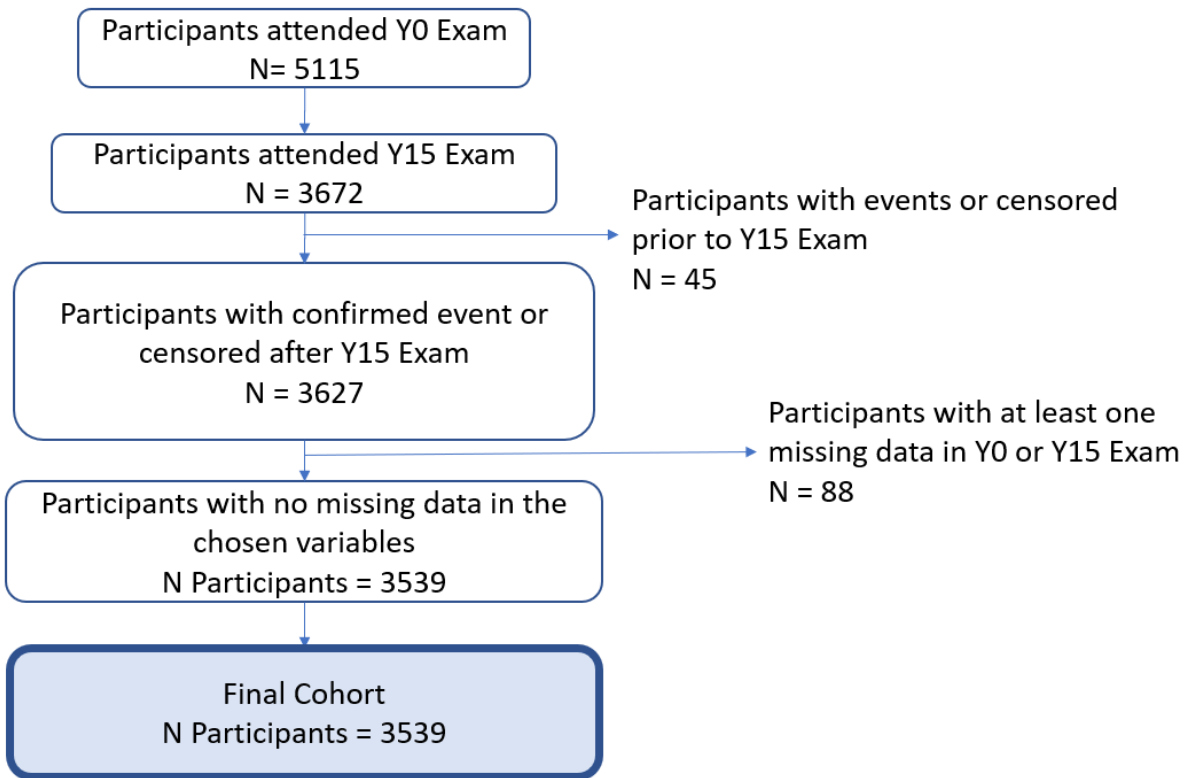 Participants attended Y0 Exam
N= 5115
Participants attended Y15 Exam
N = 3672
Participants with events or censored
prior to Y15 Exam
N = 45
Participants with confirmed event or
censored after Y15 Exam
N = 3627
Participants with at least one
missing data in Y0 or Y15 Exam
N = 88
Participants with no missing data in the
chosen variables
N Participants = 3539
Final Cohort
N Participants = 3539